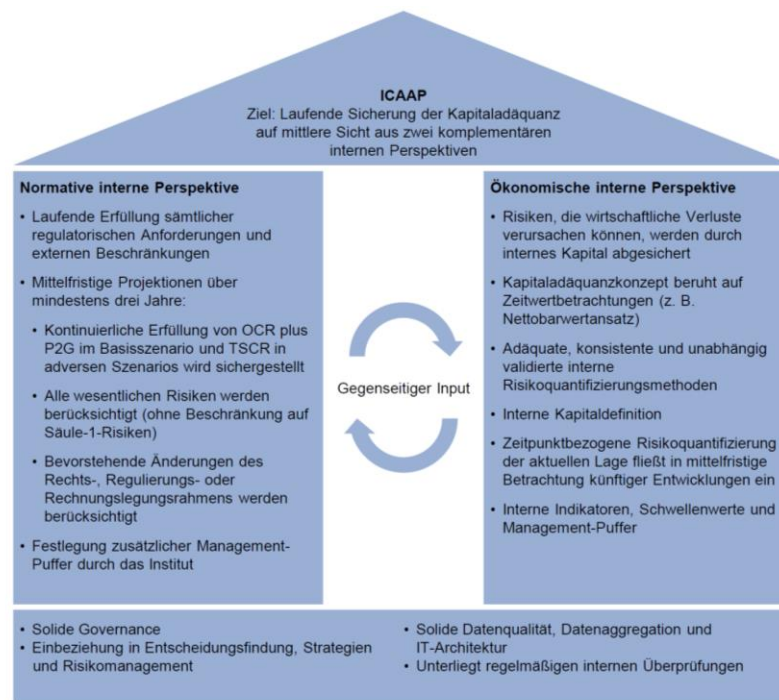 ICAAP
Ziel: Laufende Sicherung der Kapitaladäquanz
auf mittlere Sicht aus zwei komplementären
internen Perspektiven
Normative interne Perspektive
• Laufende Erfüllung sämtlicher
regulatorischen Anforderungen und
externen Beschränkungen
• Mittelfristige Projektionen über
mindestens drei Jahre:
• Kontinuierliche Erfüllung von OCR plus
P2G im Basisszenario und TSCR in
adversen Szenarios wird sichergestellt
• Alle wesentlichen Risiken werden
berücksichtigt (ohne Beschränkung auf
Säule-1-Risiken)
• Bevorstehende Änderungen des
Rechts-, Regulierungs- oder
Rechnungslegungsrahmens werden
berücksichtigt
• Festlegung zusätzlicher Management-
Puffer durch das Institut
Gegenseitiger Input
Ökonomische interne Perspektive
• Risiken, die wirtschaftliche Verluste
verursachen können, werden durch
internes Kapital abgesichert
• Kapitaladäquanzkonzept beruht auf
Zeitwertbetrachtungen (z. B.
Nettobarwertansatz)
• Adäquate, konsistente und unabhängig
validierte interne
Risikoquantifizierungsmethoden
• Interne Kapitaldefinition
• Zeitpunktbezogene Risikoquantifizierung
der aktuellen Lage fließt in mittelfristige
Betrachtung künftiger Entwicklungen ein
• Interne Indikatoren, Schwellenwerte und
Management-Puffer
• Solide Governance
• Einbeziehung in Entscheidungsfindung, Strategien
und Risikomanagement
• Solide Datenqualität, Datenaggregation und
IT-Architektur
• Unterliegt regelmäßigen internen Überprüfungen